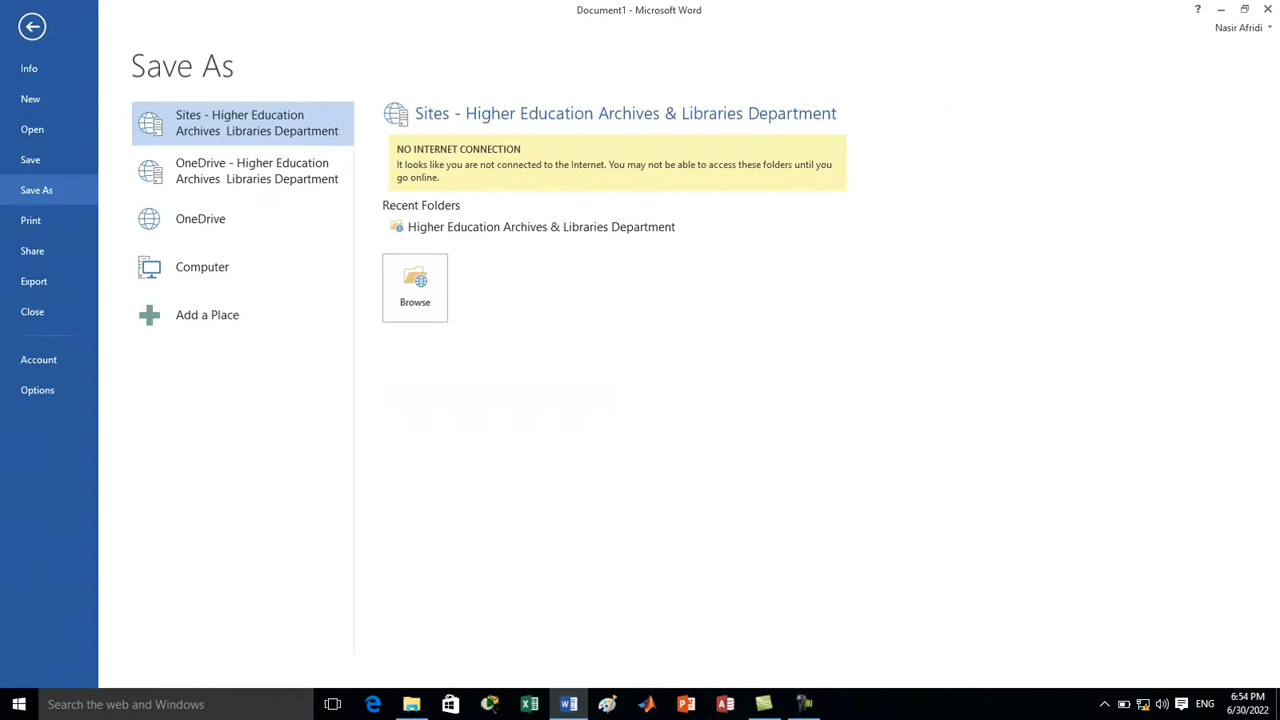 Document1 - Microsoft Word
?
Nasir Afridi
Info
New
Open
Save
Save As
Print
Share
Export
Close
Account
Options
Save As
Sites - Higher Education
Archives Libraries Department
OneDrive - Higher Education
Archives Libraries Department
OneDrive
Computer
Add a Place
Sites - Higher Education Archives & Libraries Department
NO INTERNET CONNECTION
It looks like you are not connected to the Internet. You may not be able to access these folders until you
go online.
Recent Folders
Higher Education Archives & Libraries Department
Browse
Search the web and Windows
ENG
6:54 PM
6/30/2022